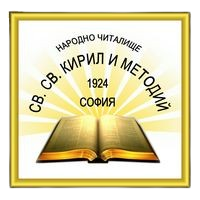 НАРОДНО ЧИТАЛИЩЕ
СВ. СВ. КИРИЛ И МЕТОДИЙ
1924
СОФИЯ